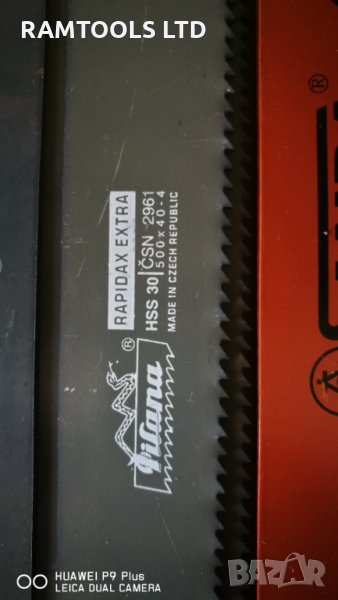 RAMTOOLS LTD
RAPIDAX EXTRA
HSS 30 ČSN 2961
500 x 40 - 4
MADE IN CZECH REPUBLIC
Pilana ®
®
HUAWEI P9 Plus
LEICA DUAL CAMERA
BAZAR